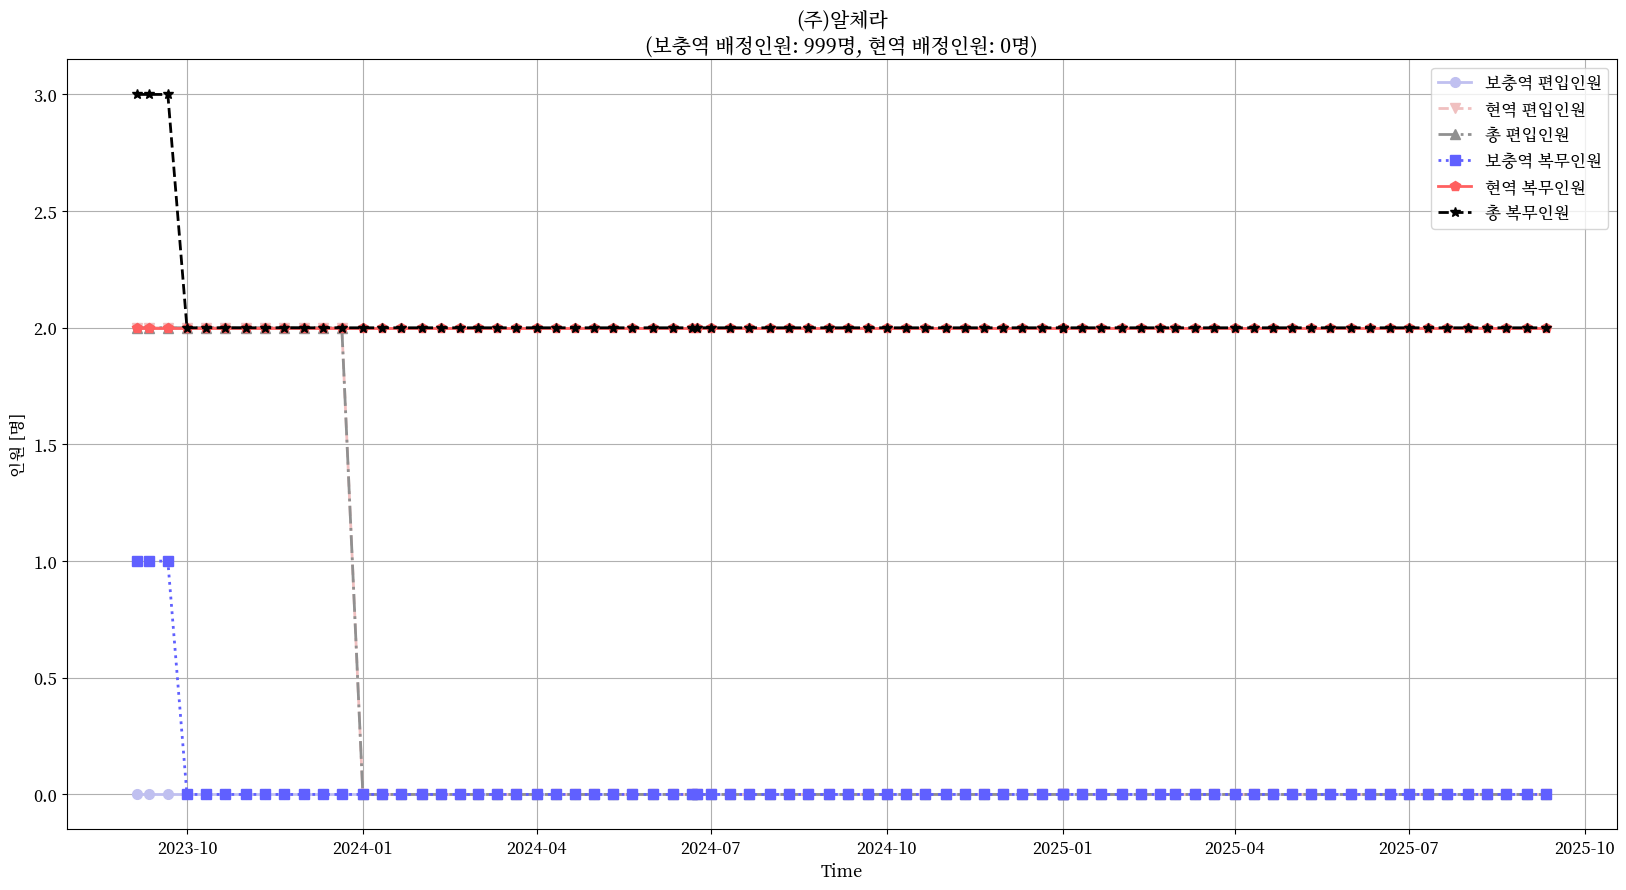 (주)알체라
(보충역 배정인원: 999명, 현역 배정인원: 0명)
보충역 편입인원
현역 편입인원
총 편입인원
보충역 복무인원
현역 복무인원
총 복무인원
인원 [명]
3.0
2.5
2.0
1.5
1.0
0.5
0.0
2023-10 2024-01 2024-04 2024-07 2024-10 2025-01 2025-04 2025-07 2025-10
Time